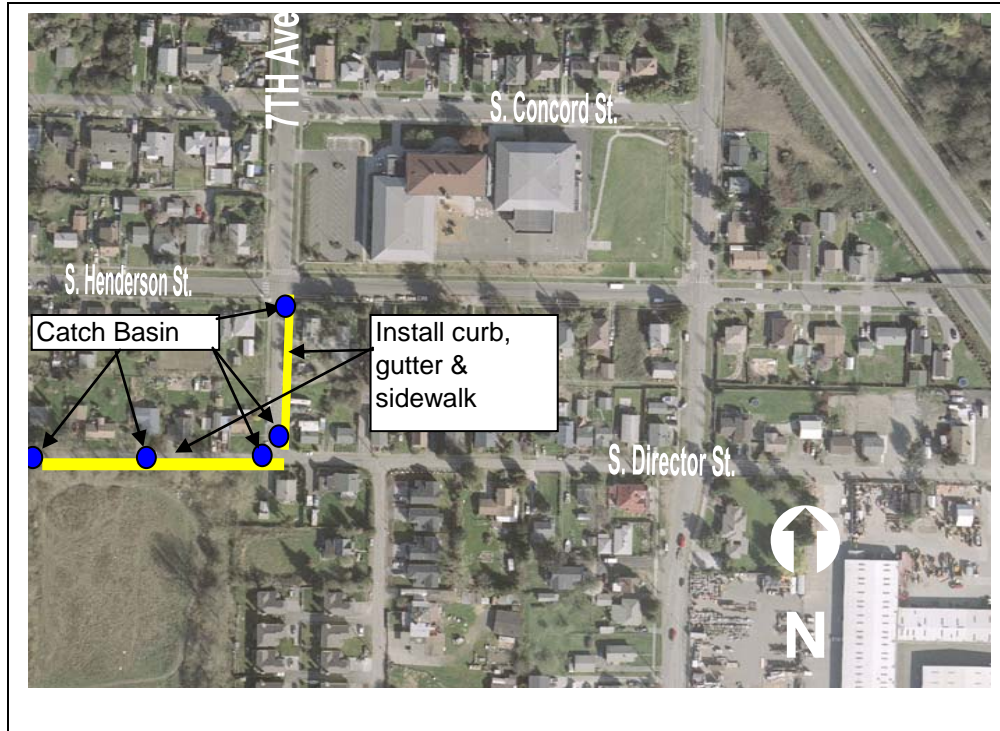 7TH Ave
S. Concord St.
S. Henderson St.
Catch Basin
Install curb,
gutter &
sidewalk
S. Director St.
N